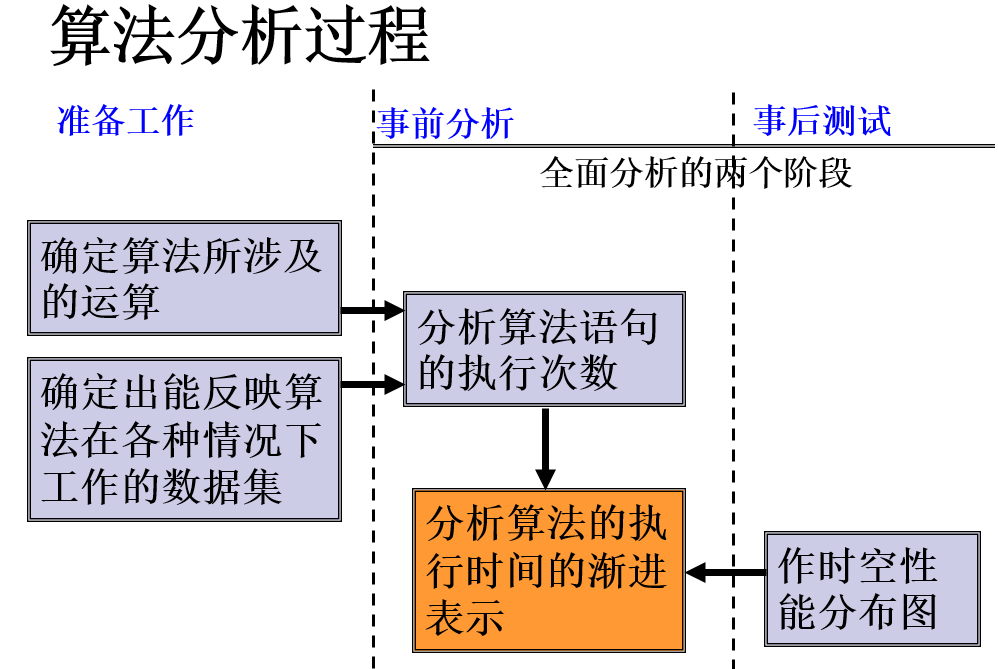 算法分析过程
准备工作
事前分析
事后测试
全面分析的两个阶段
确定算法所涉及
的运算
确定出能反映算
法在各种情况下
工作的数据集
分析算法语句
的执行次数
分析算法的执
行时间的渐进
表示
作时空性
能分布图